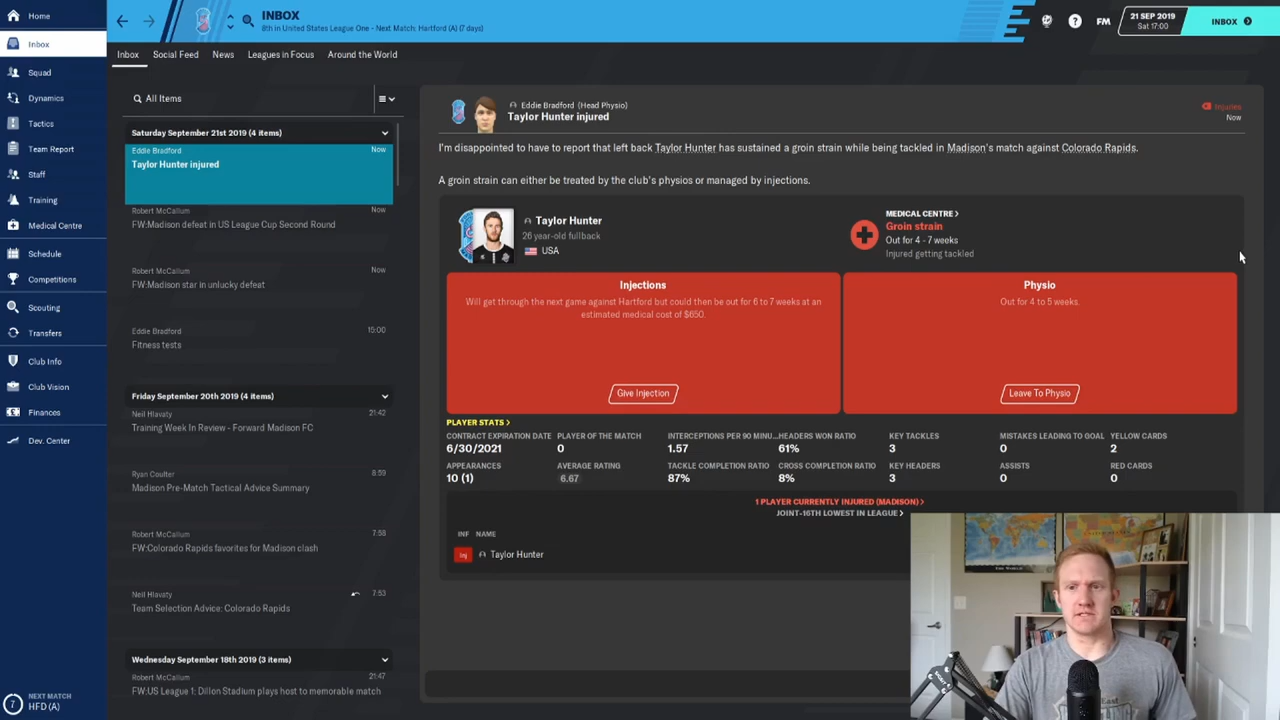 Home
INBOX
8th in United States League One - Next Match: Hartford (A) (7 days)
FM
21 SEP 2019
Sat 17:00
INBOX
Inbox
Squad
Dynamics
Tactics
Team Report
Staff
Training
Medical Centre
Schedule
Competitions
Scouting
Transfers
Club Info
Club Vision
Finances
Dev. Center
7
NEXT MATCH
HFD (A)
Inbox Social Feed News Leagues in Focus Around the World
All Items
Saturday September 21st 2019 (4 items)
Eddie Bradford Now
Taylor Hunter injured
Robert McCallum Now
FW:Madison defeat in US League Cup Second Round
Robert McCallum Now
FW:Madison star in unlucky defeat
Eddie Bradford 15:00
Fitness tests
Friday September 20th 2019 (4 items)
Neil Hlavaty 21:42
Training Week In Review - Forward Madison FC
Ryan Coulter 8:59
Madison Pre-Match Tactical Advice Summary
Robert McCallum 7:58
FW:Colorado Rapids favorites for Madison clash
Neil Hlavaty 7:53
Team Selection Advice: Colorado Rapids
Wednesday September 18th 2019 (3 items)
Robert McCallum 21:47
FW:US League 1: Dillon Stadium plays host to memorable match
Eddie Bradford (Head Physio)
Taylor Hunter injured
Injuries
Now
I'm disappointed to have to report that left back Taylor Hunter has sustained a groin strain while being tackled in Madison's match against Colorado Rapids.
A groin strain can either be treated by the club's physios or managed by injections.
Taylor Hunter
26 year-old fullback
USA
MEDICAL CENTRE >
Groin strain
Out for 4 - 7 weeks
Injured getting tackled
Injections
Will get through the next game against Hartford but could then be out for 6 to 7 weeks at an
estimated medical cost of $650.
Give Injection
Physio
Out for 4 to 5 weeks.
Leave To Physio
PLAYER STATS >
CONTRACT EXPIRATION DATE PLAYER OF THE MATCH INTERCEPTIONS PER 90 MINU... HEADERS WON RATIO KEY TACKLES MISTAKES LEADING TO GOAL YELLOW CARDS
6/30/2021 0 1.57 61% 3 0 2
APPEARANCES AVERAGE RATING TACKLE COMPLETION RATIO CROSS COMPLETION RATIO KEY HEADERS ASSISTS RED CARDS
10 (1) 6.67 87% 8% 3 0 0
1 PLAYER CURRENTLY INJURED (MADISON) >
JOINT-16TH LOWEST IN LEAGUE >
INF NAME
Inj Taylor Hunter